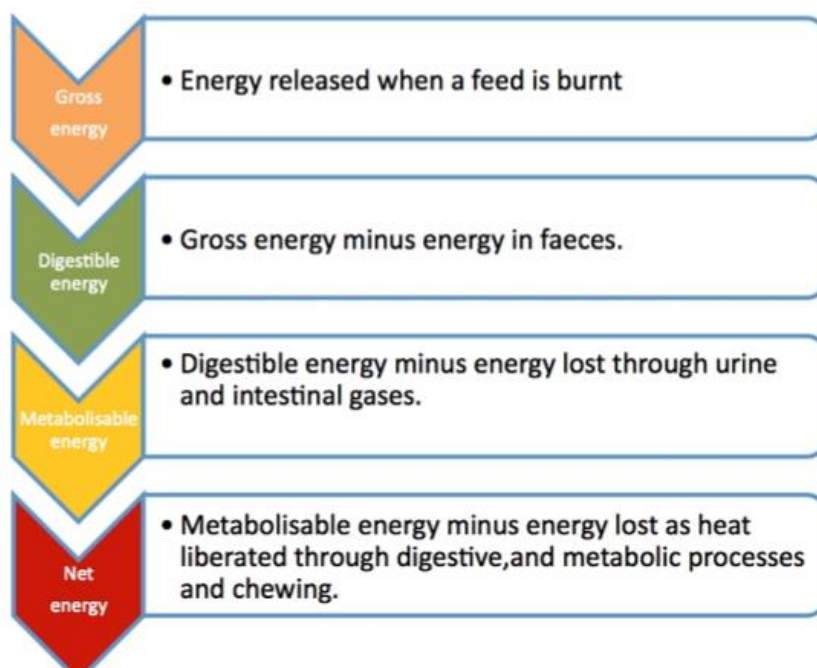 Gross
energy
• Energy released when a feed is burnt
Digestible
energy
• Gross energy minus energy in faeces.
Metabolisable
energy
• Digestible energy minus energy lost through urine
and intestinal gases.
Net
energy
• Metabolisable energy minus energy lost as heat
liberated through digestive,and metabolic processes
and chewing.